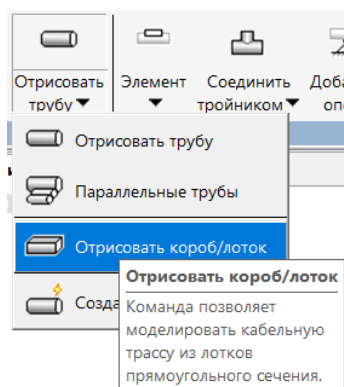 Отрисовать Элемент Соединить
трубу тройником
Отрисовать трубу
Параллельные трубы
Отрисовать короб/лоток
Отрисовать короб/лоток
Команда позволяет
моделировать кабельную
трассу из лотков
прямоугольного сечения.